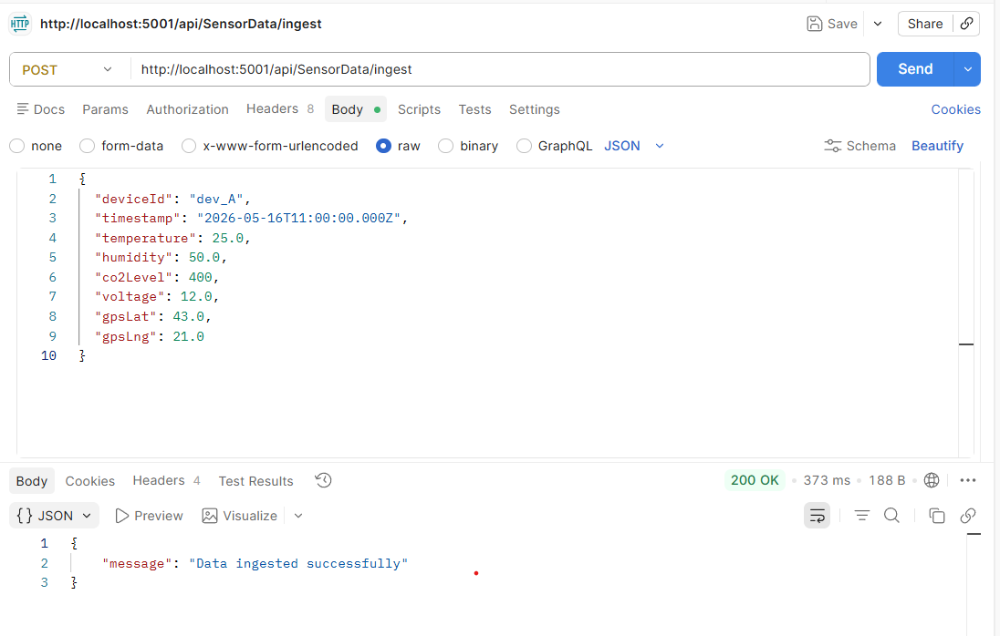 HTTP http://localhost:5001/api/SensorData/ingest Save Share
POST http://localhost:5001/api/SensorData/ingest Send
Docs Params Authorization Headers 8 Body Scripts Tests Settings Cookies
none form-data x-www-form-urlencoded raw binary GraphQL JSON Schema Beautify
1 {
2 "deviceId": "dev_A",
3 "timestamp": "2026-05-16T11:00:00.000Z",
4 "temperature": 25.0,
5 "humidity": 50.0,
6 "co2Level": 400,
7 "voltage": 12.0,
8 "gpsLat": 43.0,
9 "gpsLng": 21.0
10 }
Body Cookies Headers 4 Test Results 200 OK • 373 ms • 188 B •
{} JSON Preview Visualize
1 {
2 "message": "Data ingested successfully"
3 }